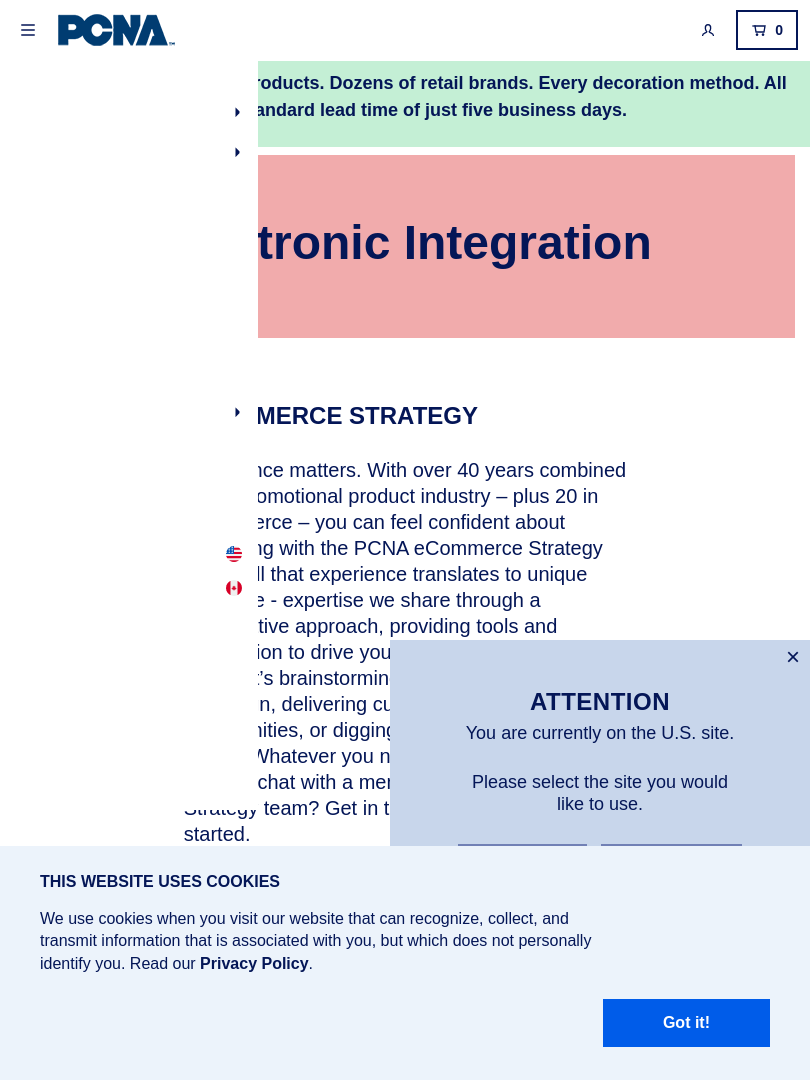 PCNA
0
roducts. Dozens of retail brands. Every decoration method. All
andard lead time of just five business days.
tronic Integration
MERCE STRATEGY
nce matters. With over 40 years combined
omotional product industry – plus 20 in
erce – you can feel confident about
ng with the PCNA eCommerce Strategy
ll that experience translates to unique
e - expertise we share through a
tive approach, providing tools and
ion to drive you
t’s brainstorming
n, delivering cu
nities, or digging
Whatever you n
chat with a mer
Strategy team? Get in t
started.
×
ATTENTION
You are currently on the U.S. site.
Please select the site you would
like to use.
THIS WEBSITE USES COOKIES
We use cookies when you visit our website that can recognize, collect, and
transmit information that is associated with you, but which does not personally
identify you. Read our Privacy Policy.
Got it!